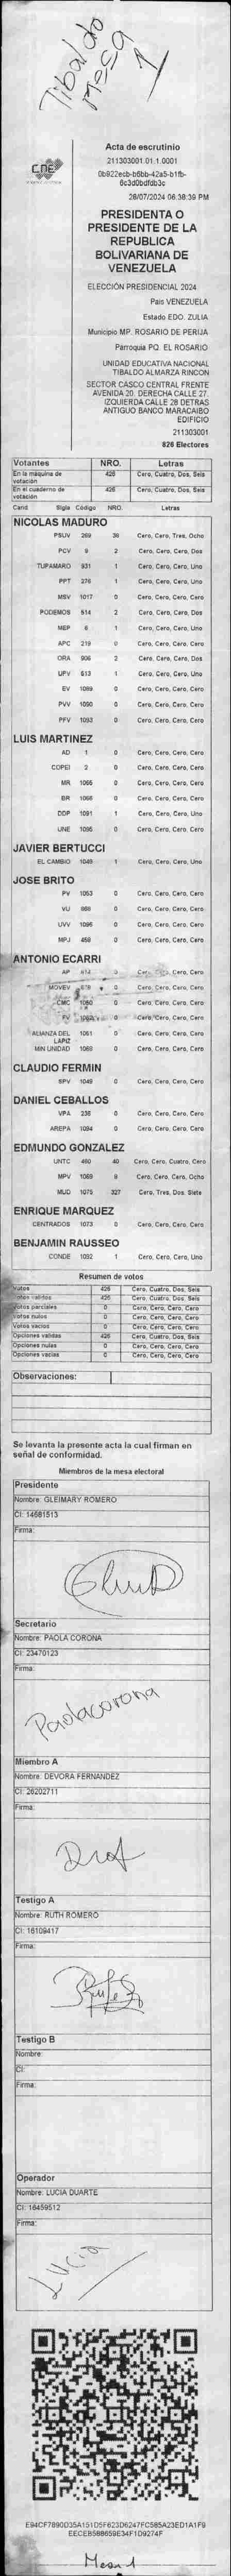 Tibaldo
Mesa
1
CNE
Acta de escrutinio
211303001.01.1.0001
0b922ecb-b6bb-42a5-b1fb-
6c3d0bdfdb3c
28/07/2024 06:38:39 PM
PRESIDENTA O
PRESIDENTE DE LA
REPUBLICA
BOLIVARIANA DE
VENEZUELA
ELECCIÓN PRESIDENCIAL 2024
Pais VENEZUELA
Estado EDO. ZULIA
Municipio MP. ROSARIO DE PERIJA
Parroquia PQ. EL ROSARIO
UNIDAD EDUCATIVA NACIONAL
TIBALDO ALMARZA RINCON
SECTOR CASCO CENTRAL FRENTE
AVENIDA 20. DERECHA CALLE 27.
IZQUIERDA CALLE 28 DETRAS
ANTIGUO BANCO MARACAIBO
EDIFICIO
211303001
826 Electores
Votantes NRO. Letras
En la máquina de votación 426 Cero, Cuatro, Dos, Seis
En el cuaderno de votación 426 Cero, Cuatro, Dos, Seis
Cand Sigla Código NRO. Letras
NICOLAS MADURO
PSUV 269 38 Cero, Cero, Tres, Ocho
PCV 9 2 Cero, Cero, Cero, Dos
TUPAMARO 931 1 Cero, Cero, Cero, Uno
PPT 276 1 Cero, Cero, Cero, Uno
MSV 1017 0 Cero, Cero, Cero, Cero
PODEMOS 514 2 Cero, Cero, Cero, Dos
MEP 6 1 Cero, Cero, Cero, Uno
APC 219 0 Cero, Cero, Cero, Cero
ORA 906 2 Cero, Cero, Cero, Dos
UPV 613 1 Cero, Cero, Cero, Uno
EV 1089 0 Cero, Cero, Cero, Cero
PVV 1090 0 Cero, Cero, Cero, Cero
PFV 1093 0 Cero, Cero, Cero, Cero
LUIS MARTINEZ
AD 1 0 Cero, Cero, Cero, Cero
COPEI 2 0 Cero, Cero, Cero, Cero
MR 1065 0 Cero, Cero, Cero, Cero
BR 1066 0 Cero, Cero, Cero, Cero
DDP 1091 1 Cero, Cero, Cero, Uno
UNE 1095 0 Cero, Cero, Cero, Cero
JAVIER BERTUCCI
EL CAMBIO 1049 1 Cero, Cero, Cero, Uno
JOSE BRITO
PV 1053 0 Cero, Cero, Cero, Cero
VU 0 Cero, Cero, Cero, Cero
UVV 1096 0 Cero, Cero, Cero, Cero
MPJ 458 0 Cero, Cero, Cero, Cero
ANTONIO ECARRI
AP 0 Cero, Cero
MOVEV 0 Cero, Cero, Cero, Cero
CMC 1050 0 Cero, Cero, Cero, Cero
FV 0 Cero, Cero, Cero, Cero
ALIANZA DEL LAPIZ 1061 0 Cero, Cero, Cero, Cero
MIN UNIDAD 1069 0 Cero, Cero, Cero, Cero
CLAUDIO FERMIN
SPV 1049 0 Cero, Cero, Cero, Cero
DANIEL CEBALLOS
VPA 235 0 Cero, Cero, Cero, Cero
AREPA 1094 0 Cero, Cero, Cero, Cero
EDMUNDO GONZALEZ
UNTC 460 40 Cero, Cero, Cuatro, Cero
MPV 1069 8 Cero, Cero, Cero, Ocho
MUD 1075 327 Cero, Tres, Dos, Siete
ENRIQUE MARQUEZ
CENTRADOS 1073 0 Cero, Cero, Cero, Cero
BENJAMIN RAUSSEO
CONDE 1092 1 Cero, Cero, Cero, Uno
Resumen de votos
Votos 426 Cero, Cuatro, Dos, Seis
Votos validos 426 Cero, Cuatro, Dos, Seis
Votos parciales 0 Cero, Cero, Cero, Cero
Votos nulos 0 Cero, Cero, Cero, Cero
Votos vacios 0 Cero, Cero, Cero, Cero
Opciones validas 426 Cero, Cuatro, Dos, Seis
Opciones nulas 0 Cero, Cero, Cero, Cero
Opciones vacias 0 Cero, Cero, Cero, Cero
Observaciones:
Se levanta la presente acta la cual firman en
señal de conformidad.
Miembros de la mesa electoral
Presidente
Nombre: GLEIMARY ROMERO
CI: 14681513
Firma:
Secretario
Nombre: PAOLA CORONA
CI: 23470123
Firma:
Paola corona
Miembro A
Nombre: DEVORA FERNANDEZ
CI: 26202711
Firma:
Testigo A
Nombre: RUTH ROMERO
CI: 16109417
Firma:
Testigo B
Nombre:
CI:
Firma:
Operador
Nombre: LUCIA DUARTE
CI: 16459512
Firma:
Lucia
E94CF7890D35A151D5F623D6247FC585A23ED1A1F9
EECEB588659E34F1D9274F
Mesa 1